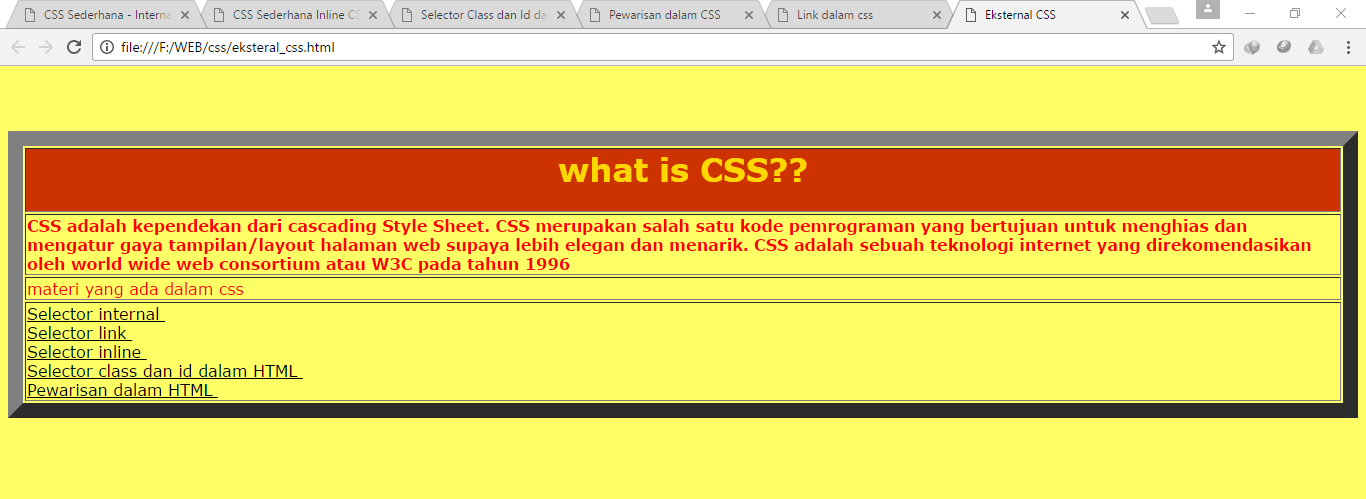 CSS Sederhana - Interna
CSS Sederhana Inline CS
Selector Class dan Id da
Pewarisan dalam CSS
Link dalam css
Eksternal CSS
file:///F:/WEB/css/eksteral_css.html
what is CSS??
CSS adalah kependekan dari cascading Style Sheet. CSS merupakan salah satu kode pemrograman yang bertujuan untuk menghias dan
mengatur gaya tampilan/layout halaman web supaya lebih elegan dan menarik. CSS adalah sebuah teknologi internet yang direkomendasikan
oleh world wide web consortium atau W3C pada tahun 1996
materi yang ada dalam css
Selector internal
Selector link
Selector inline
Selector class dan id dalam HTML
Pewarisan dalam HTML